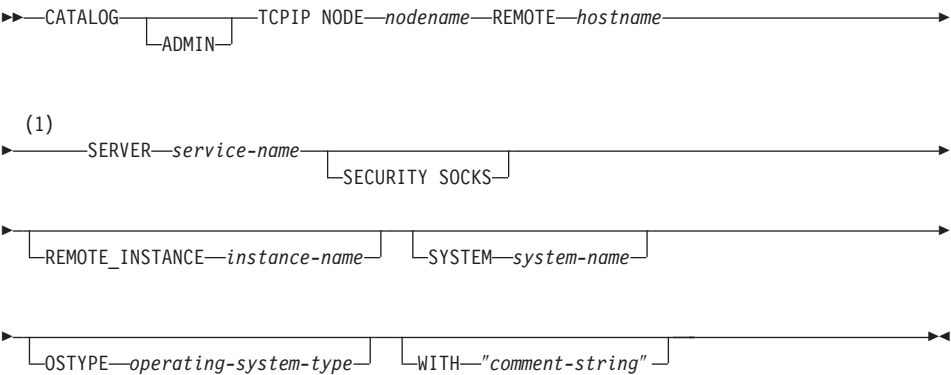 CATALOG TCPIP NODE nodename REMOTE hostname
ADMIN
(1)
SERVER service-name
SECURITY SOCKS
REMOTE_INSTANCE instance-name SYSTEM system-name
OSTYPE operating-system-type WITH "comment-string"